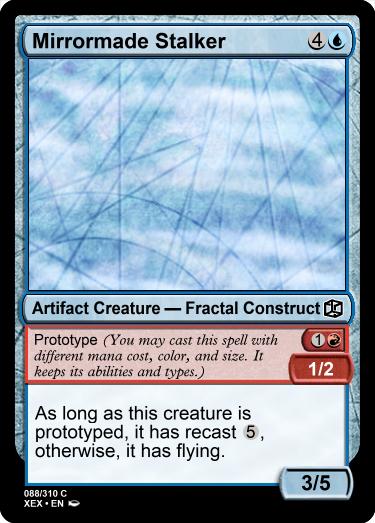 Mirrormade Stalker 4
Artifact Creature — Fractal Construct
Prototype (You may cast this spell with 1
different mana cost, color, and size. It
keeps its abilities and types.) 1/2
As long as this creature is
prototyped, it has recast 5,
otherwise, it has flying.
3/5
088/310 C
XEX • EN